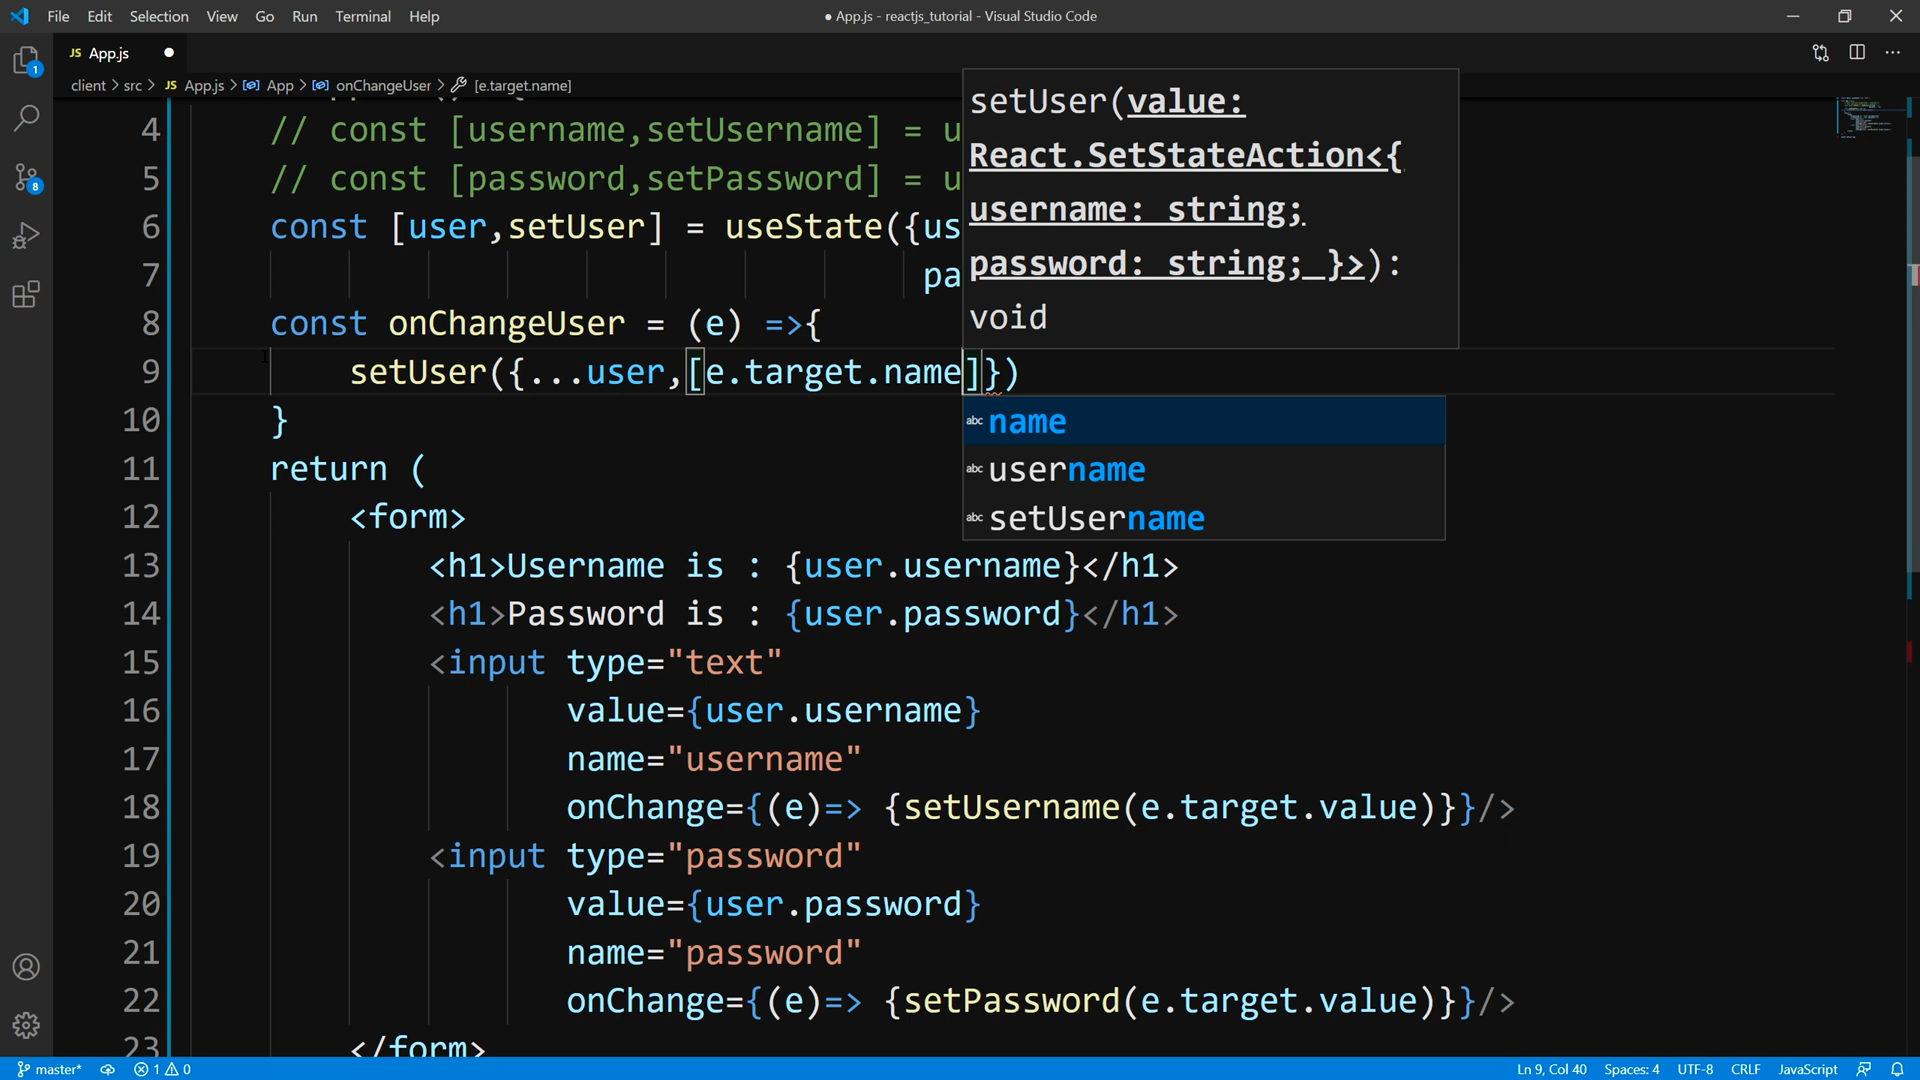 File Edit Selection View Go Run Terminal Help
● App.js - reactjs_tutorial - Visual Studio Code
JS App.js ●
client > src > JS App.js > App > onChangeUser > [e.target.name]
1
8
4 // const [username,setUsername] = u
5 // const [password,setPassword] = u
6 const [user,setUser] = useState({us
7 pa
8 const onChangeUser = (e) =>{
9 setUser({...user,[e.target.name]})
10 }
11 return (
12 <form>
13 <h1>Username is : {user.username}</h1>
14 <h1>Password is : {user.password}</h1>
15 <input type="text"
16 value={user.username}
17 name="username"
18 onChange={(e)=> {setUsername(e.target.value)}}/>
19 <input type="password"
20 value={user.password}
21 name="password"
22 onChange={(e)=> {setPassword(e.target.value)}}/>
23 </form>
setUser(value:
React.SetStateAction<{
username: string;
password: string; }>):
void
abc name
abc username
abc setUsername
master* 1 0 Ln 9, Col 40 Spaces: 4 UTF-8 CRLF JavaScript